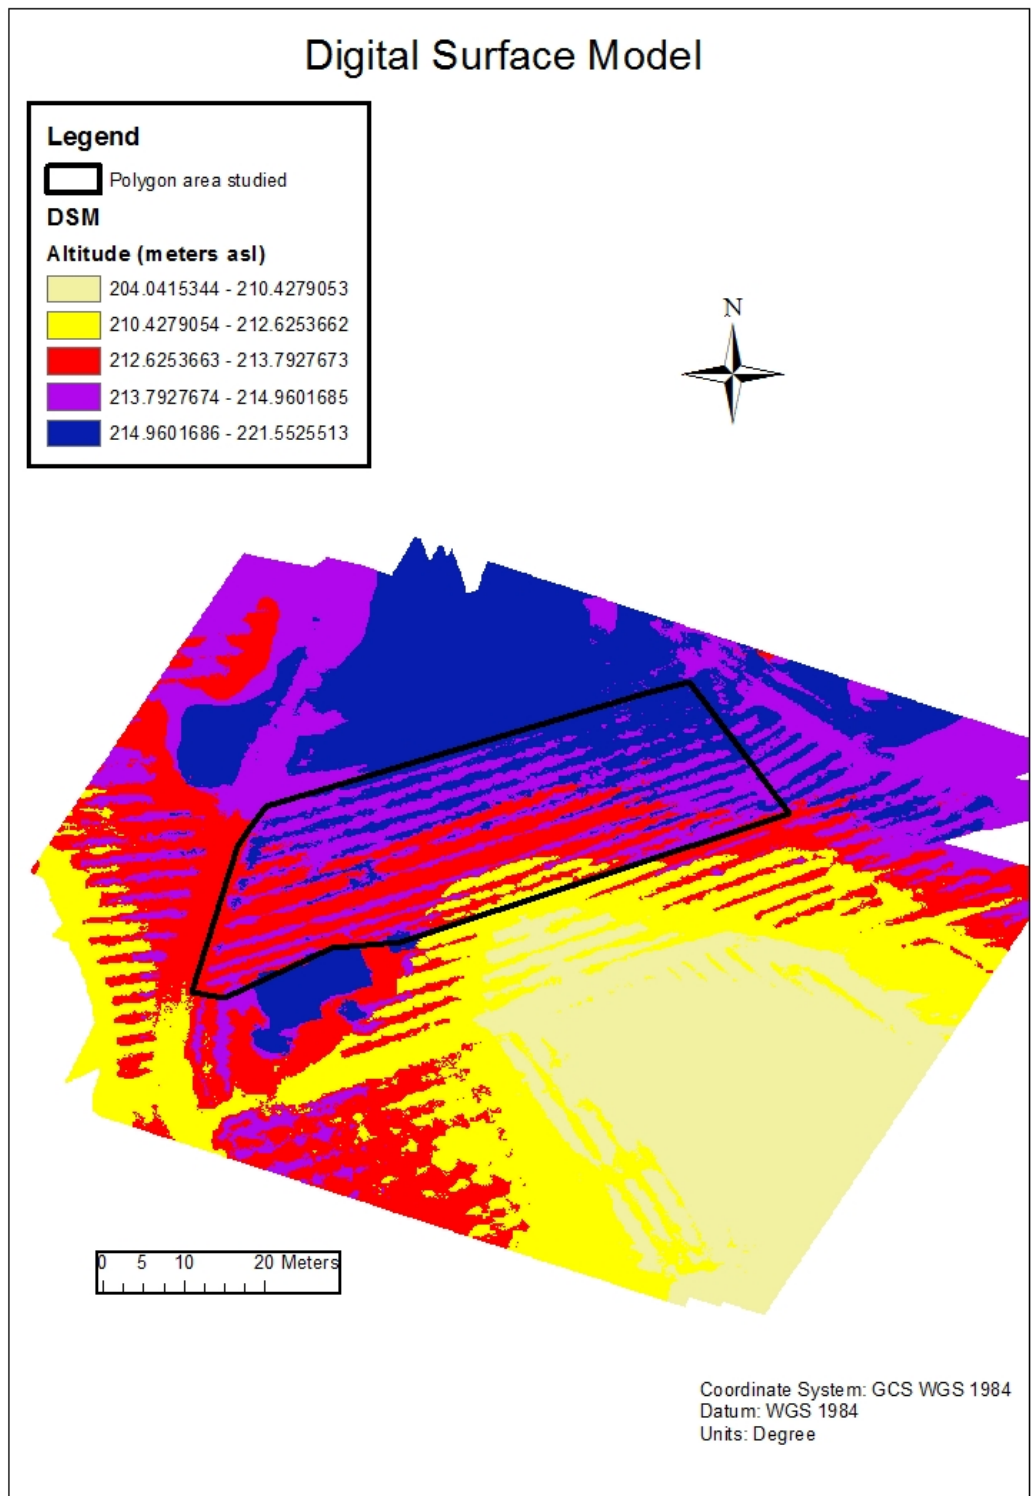 Digital Surface Model
Legend
Polygon area studied
DSM
Altitude (meters asl)
204.0415344 - 210.4279053
210.4279054 - 212.6253662
212.6253663 - 213.7927673
213.7927674 - 214.9601685
214.9601686 - 221.5525513
N
0 5 10 20 Meters
Coordinate System: GCS WGS 1984
Datum: WGS 1984
Units: Degree